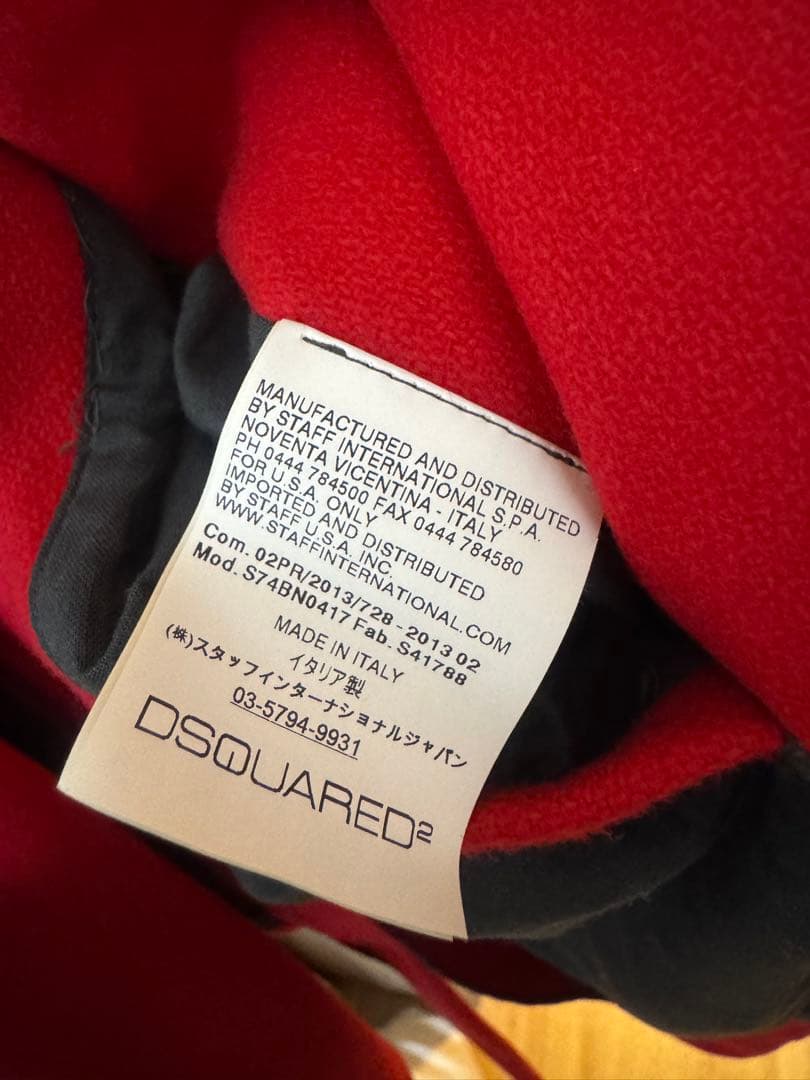 MANUFACTURED AND DISTRIBUTED
BY STAFF INTERNATIONAL S.P.A.
NOVENTA VICENTINA - ITALY
PH 0444 784500 FAX 0444 784580
FOR U.S.A. ONLY
IMPORTED AND DISTRIBUTED
BY STAFF U.S.A. INC.
WWW.STAFFINTERNATIONAL.COM
Com. 02PR/2013/728 - 2013 02
Mod. S74BN0417 Fab. S41788
MADE IN ITALY
イタリア製
(株)スタッフインターナショナルジャパン
03-5794-9931
DSQUARED2